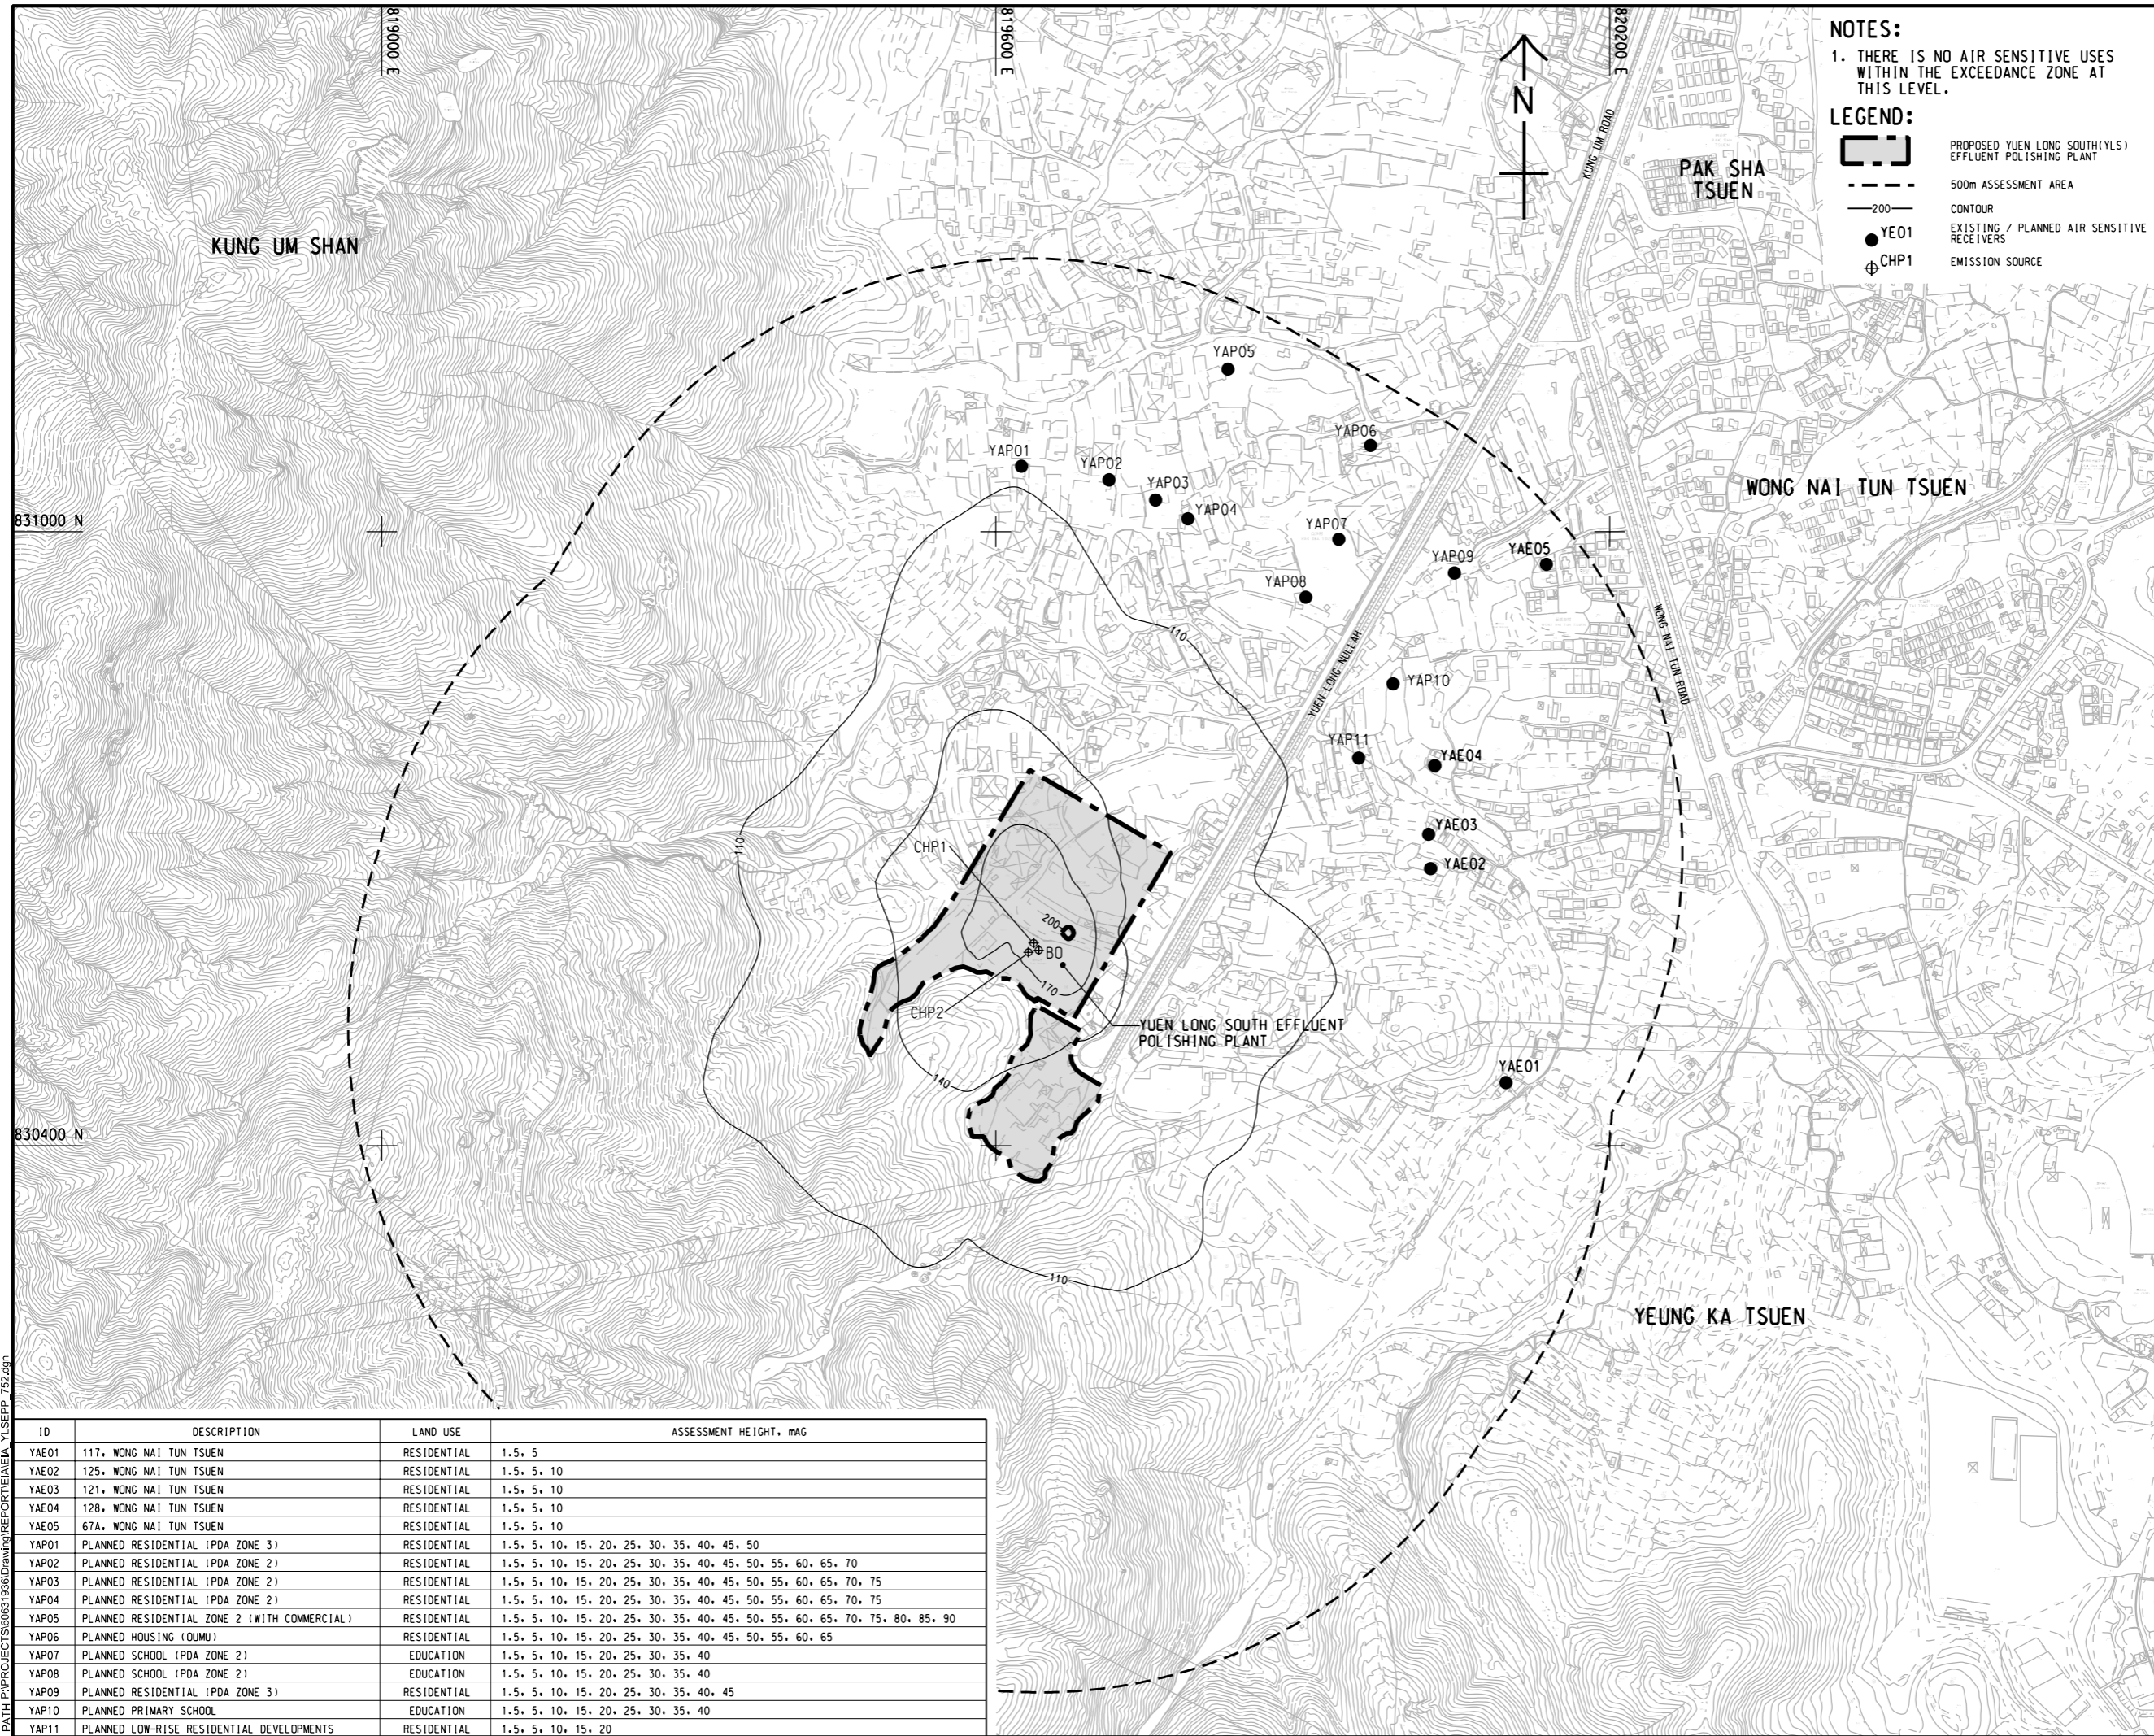 819000 E
819600 E
820200 E
NOTES:
1. THERE IS NO AIR SENSITIVE USES
WITHIN THE EXCEEDANCE ZONE AT
THIS LEVEL.
LEGEND:
PROPOSED YUEN LONG SOUTH(YLS)
EFFLUENT POLISHING PLANT
500m ASSESSMENT AREA
200
CONTOUR
YE01
EXISTING / PLANNED AIR SENSITIVE
RECEIVERS
CHP1
EMISSION SOURCE
N
KUNG UM ROAD
PAK SHA
TSUEN
KUNG UM SHAN
YAP05
YAP06
YAP01
YAP02
YAP03
YAP04
WONG NAI TUN TSUEN
831000 N
YAP07
YAP09
YAE05
YAP08
110
WONG NAI TUN ROAD
YUEN LONG NULLAH
YAP10
YAP11
YAE04
YAE03
YAE02
110
CHP1
200
BO
170
CHP2
YUEN LONG SOUTH EFFLUENT
POLISHING PLANT
140
YAE01
830400 N
110
YEUNG KA TSUEN
ID DESCRIPTION LAND USE ASSESSMENT HEIGHT, mAG
YAE01 117, WONG NAI TUN TSUEN RESIDENTIAL 1.5, 5
YAE02 125, WONG NAI TUN TSUEN RESIDENTIAL 1.5, 5, 10
YAE03 121, WONG NAI TUN TSUEN RESIDENTIAL 1.5, 5, 10
YAE04 128, WONG NAI TUN TSUEN RESIDENTIAL 1.5, 5, 10
YAE05 67A, WONG NAI TUN TSUEN RESIDENTIAL 1.5, 5, 10
YAP01 PLANNED RESIDENTIAL (PDA ZONE 3) RESIDENTIAL 1.5, 5, 10, 15, 20, 25, 30, 35, 40, 45, 50
YAP02 PLANNED RESIDENTIAL (PDA ZONE 2) RESIDENTIAL 1.5, 5, 10, 15, 20, 25, 30, 35, 40, 45, 50, 55, 60, 65, 70
YAP03 PLANNED RESIDENTIAL (PDA ZONE 2) RESIDENTIAL 1.5, 5, 10, 15, 20, 25, 30, 35, 40, 45, 50, 55, 60, 65, 70, 75
YAP04 PLANNED RESIDENTIAL (PDA ZONE 2) RESIDENTIAL 1.5, 5, 10, 15, 20, 25, 30, 35, 40, 45, 50, 55, 60, 65, 70, 75
YAP05 PLANNED RESIDENTIAL ZONE 2 (WITH COMMERCIAL) RESIDENTIAL 1.5, 5, 10, 15, 20, 25, 30, 35, 40, 45, 50, 55, 60, 65, 70, 75, 80, 85, 90
YAP06 PLANNED HOUSING (OUMU) RESIDENTIAL 1.5, 5, 10, 15, 20, 25, 30, 35, 40, 45, 50, 55, 60, 65
YAP07 PLANNED SCHOOL (PDA ZONE 2) EDUCATION 1.5, 5, 10, 15, 20, 25, 30, 35, 40
YAP08 PLANNED SCHOOL (PDA ZONE 2) EDUCATION 1.5, 5, 10, 15, 20, 25, 30, 35, 40
YAP09 PLANNED RESIDENTIAL (PDA ZONE 3) RESIDENTIAL 1.5, 5, 10, 15, 20, 25, 30, 35, 40, 45
YAP10 PLANNED PRIMARY SCHOOL EDUCATION 1.5, 5, 10, 15, 20, 25, 30, 35, 40
YAP11 PLANNED LOW-RISE RESIDENTIAL DEVELOPMENTS RESIDENTIAL 1.5, 5, 10, 15, 20
PATH P:\PROJECTS\60631936\Drawing\REPORT\EIA\EIA_YLSEPP_752.dgn